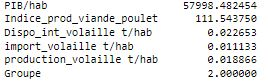 PIB/hab 57998.482454
Indice_prod_viande_poulet 111.543750
Dispo_int_volaille t/hab 0.022653
import_volaille t/hab 0.011133
production_volaille t/hab 0.018866
Groupe 2.000000